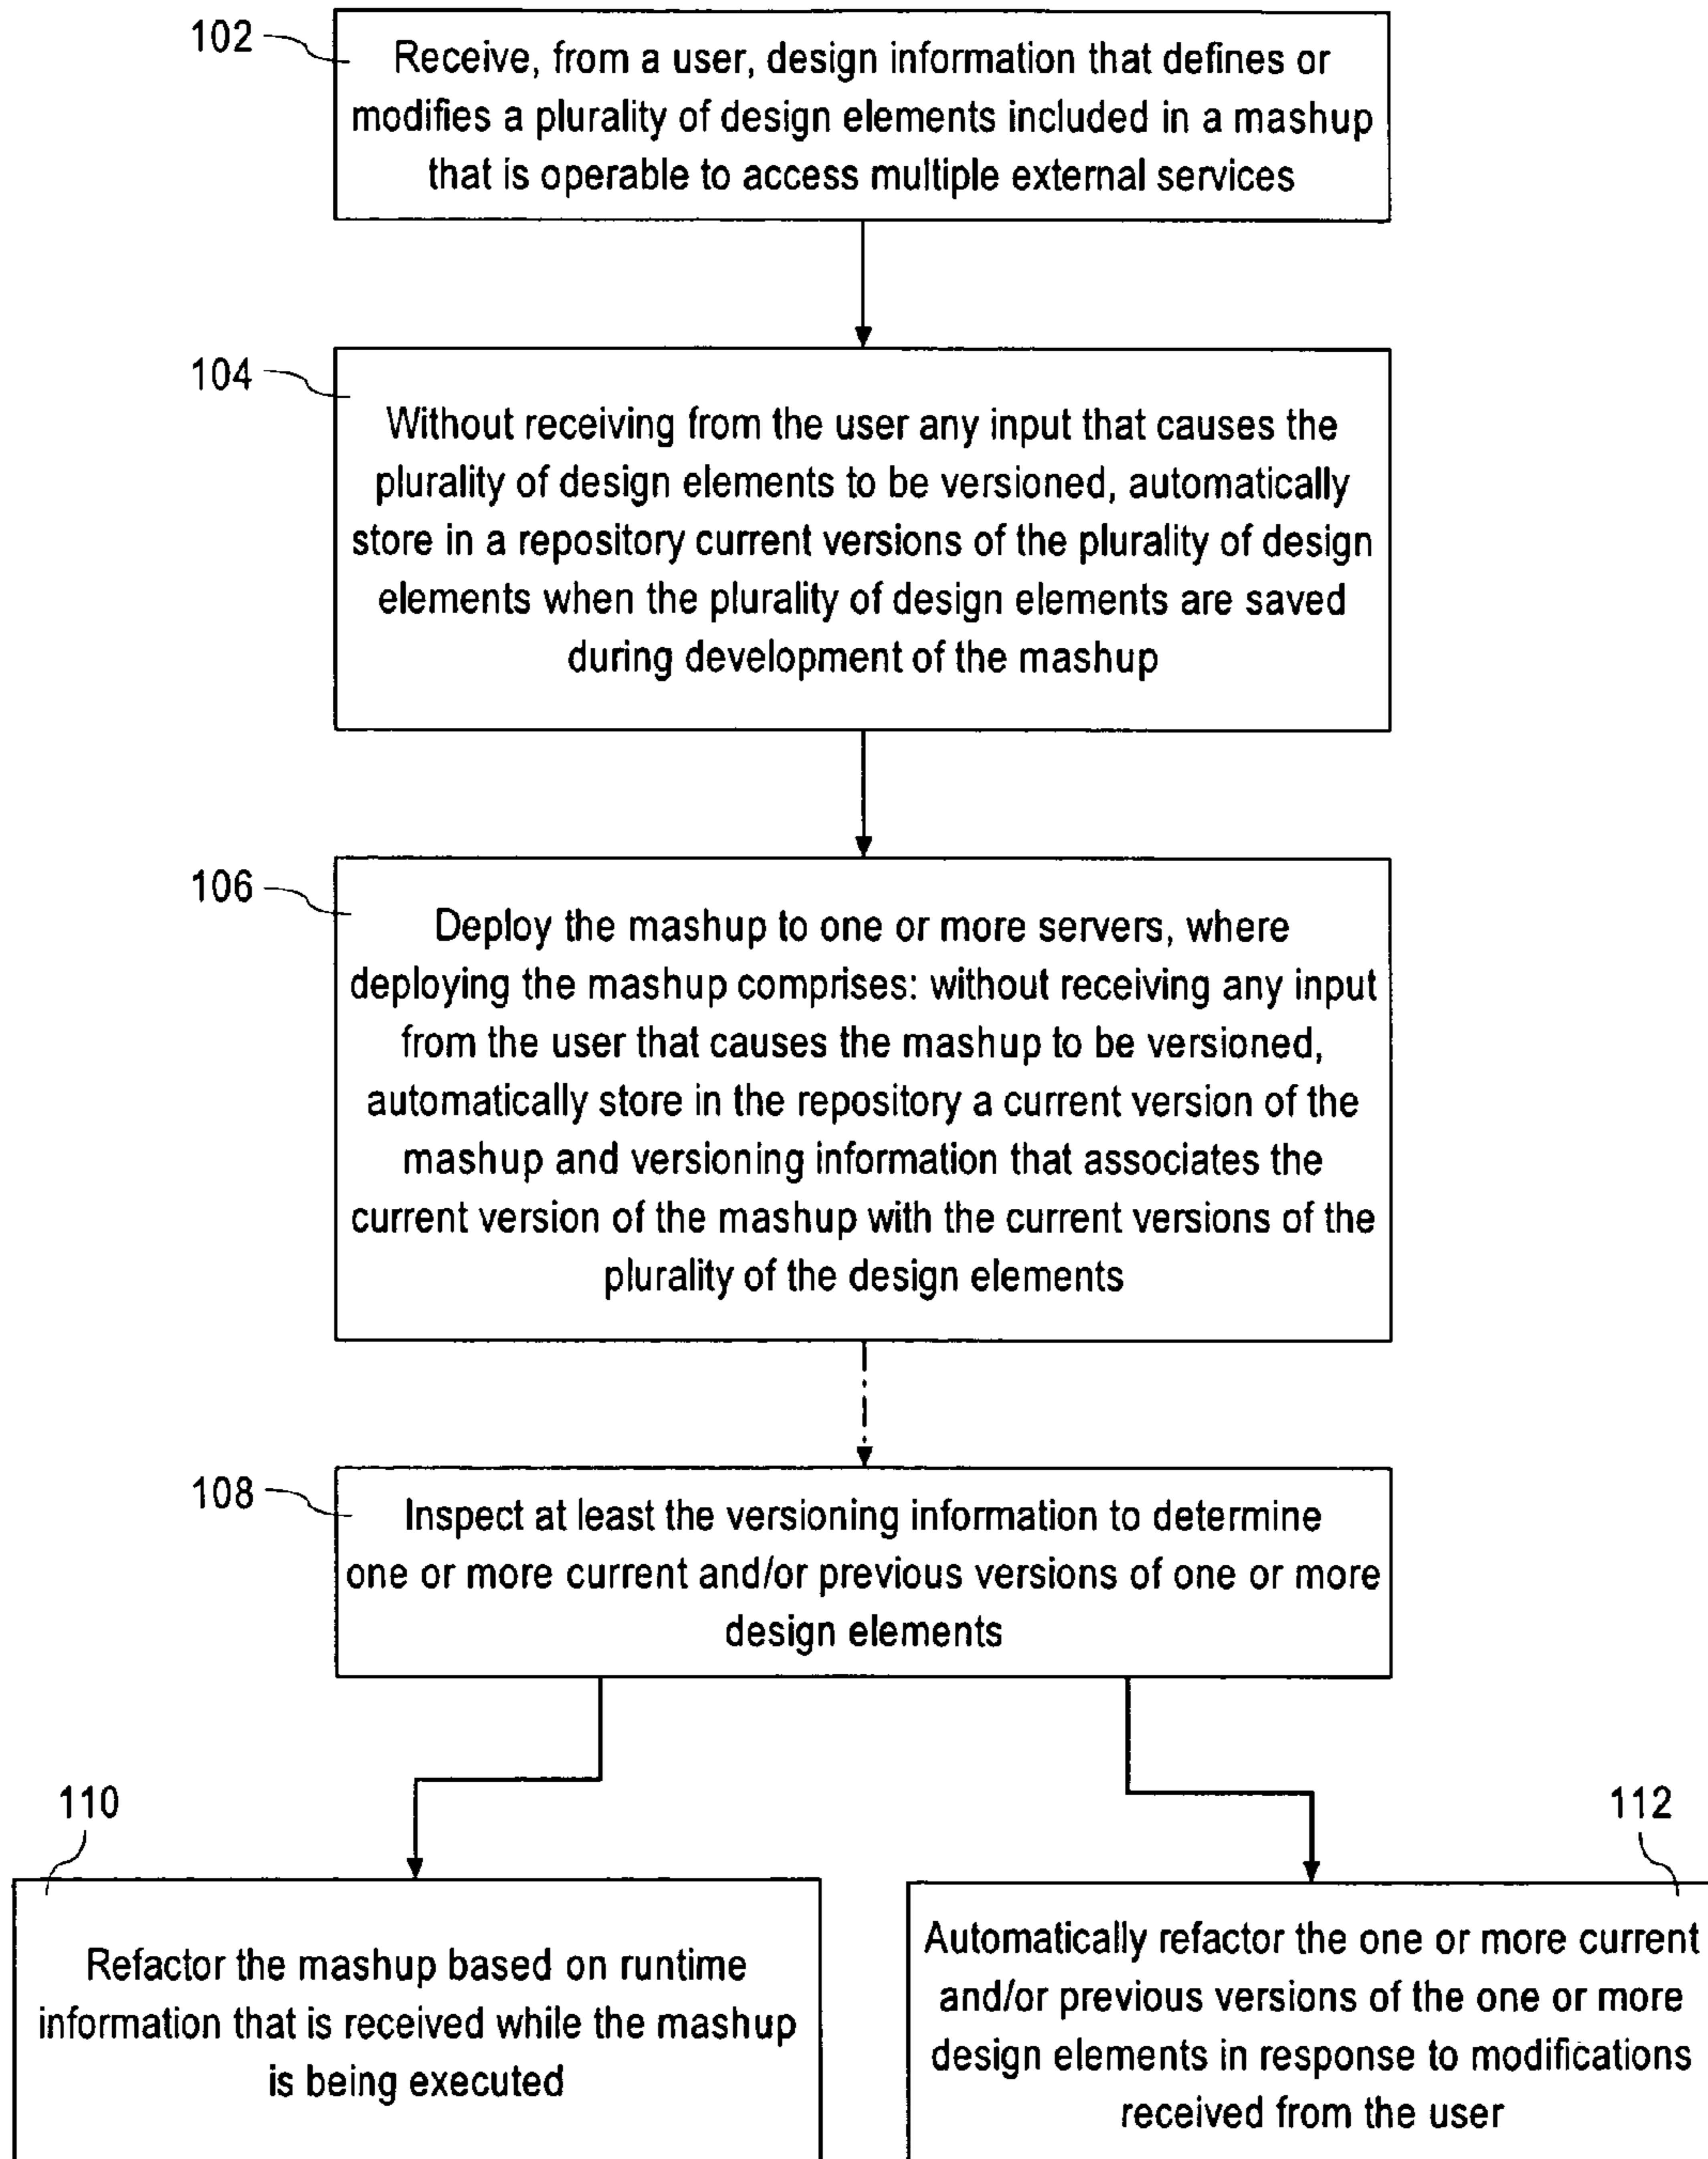 102
Receive, from a user, design information that defines or
modifies a plurality of design elements included in a mashup
that is operable to access multiple external services
104
Without receiving from the user any input that causes the
plurality of design elements to be versioned, automatically
store in a repository current versions of the plurality of design
elements when the plurality of design elements are saved
during development of the mashup
106
Deploy the mashup to one or more servers, where
deploying the mashup comprises: without receiving any input
from the user that causes the mashup to be versioned,
automatically store in the repository a current version of the
mashup and versioning information that associates the
current version of the mashup with the current versions of the
plurality of the design elements
108
Inspect at least the versioning information to determine
one or more current and/or previous versions of one or more
design elements
110
Refactor the mashup based on runtime
information that is received while the mashup
is being executed
112
Automatically refactor the one or more current
and/or previous versions of the one or more
design elements in response to modifications
received from the user